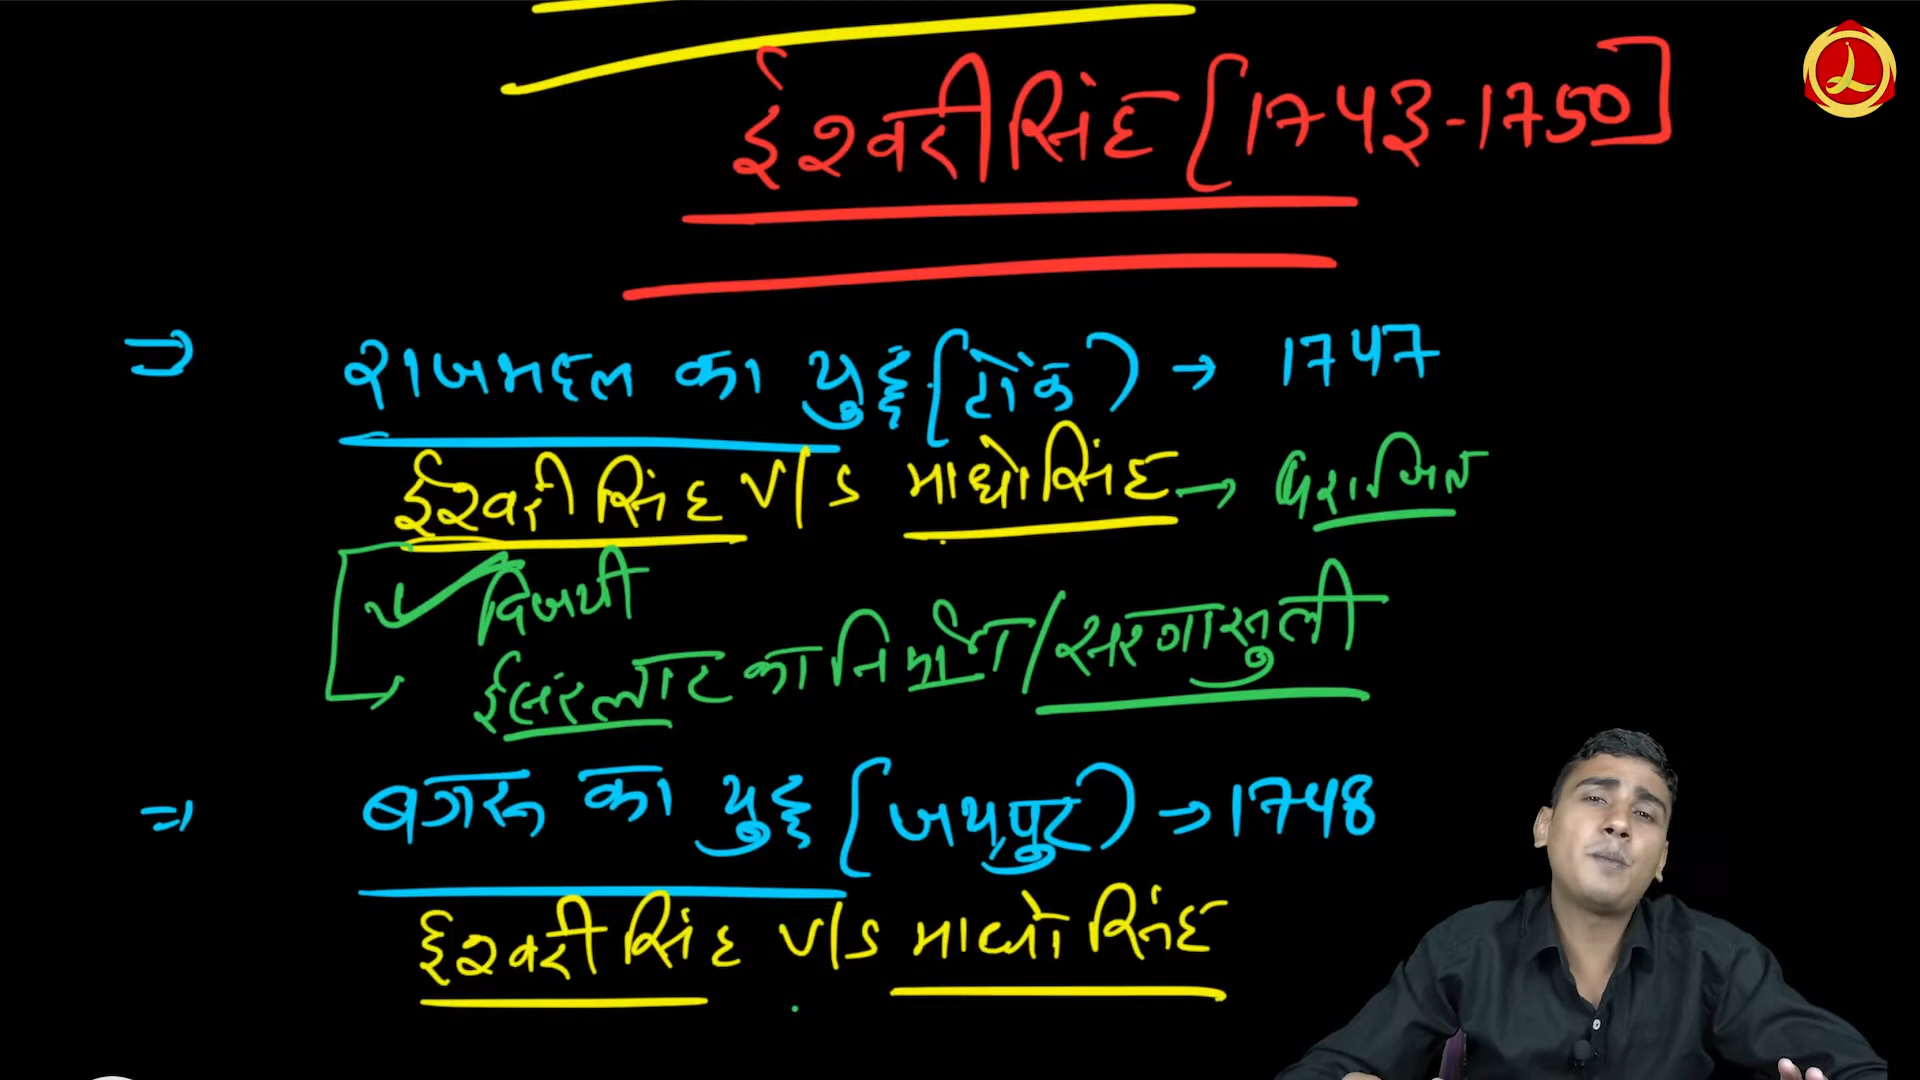 ईश्वरीसिंह [1743-1750]
⇒ राजमहल का युद्ध (टोंक) → 1747
ईश्वरीसिंह v/s माधोसिंह → पराजित
विजयी
ईसरलाट का निर्माण / सरगासुली
⇒ बगरू का युद्ध (जयपुर) → 1748
ईश्वरीसिंह v/s माधोसिंह